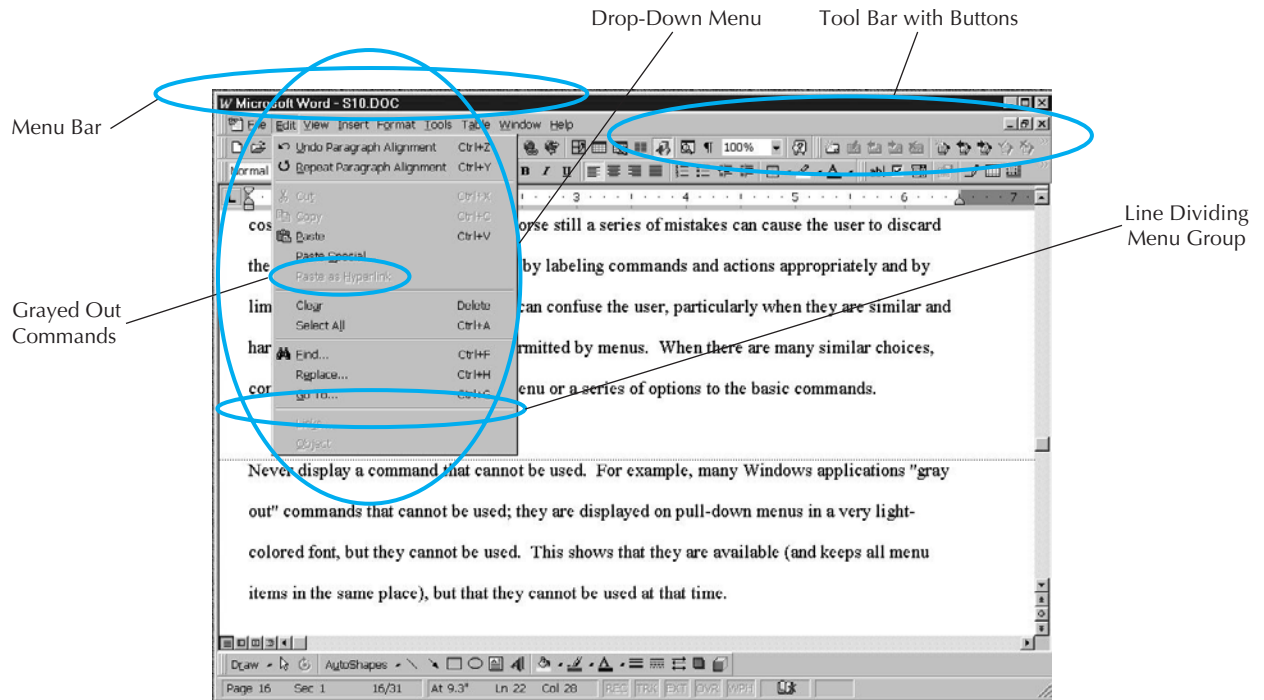 Drop-Down Menu
Tool Bar with Buttons
Menu Bar
Line Dividing
Menu Group
Grayed Out
Commands
Microsoft Word - S10.DOC
File Edit View Insert Format Tools Table Window Help
100%
Normal
B I U
Undo Paragraph Alignment Ctrl+Z
Repeat Paragraph Alignment Ctrl+Y
Cut Ctrl+X
Copy Ctrl+C
Paste Ctrl+V
Paste Special
Paste as Hyperlink
Clear Delete
Select All Ctrl+A
Find... Ctrl+F
Replace... Ctrl+H
Go To... Ctrl+G
Object
3 4 5 6 7
cos orse still a series of mistakes can cause the user to discard
the by labeling commands and actions appropriately and by
lim can confuse the user, particularly when they are similar and
har rmitted by menus. When there are many similar choices,
con enu or a series of options to the basic commands.
Never display a command that cannot be used. For example, many Windows applications "gray
out" commands that cannot be used; they are displayed on pull-down menus in a very light-
colored font, but they cannot be used. This shows that they are available (and keeps all menu
items in the same place), but that they cannot be used at that time.
Draw AutoShapes
Page 16 Sec 1 16/31 At 9.3" Ln 22 Col 28 REC TRK EXT OVR WPH